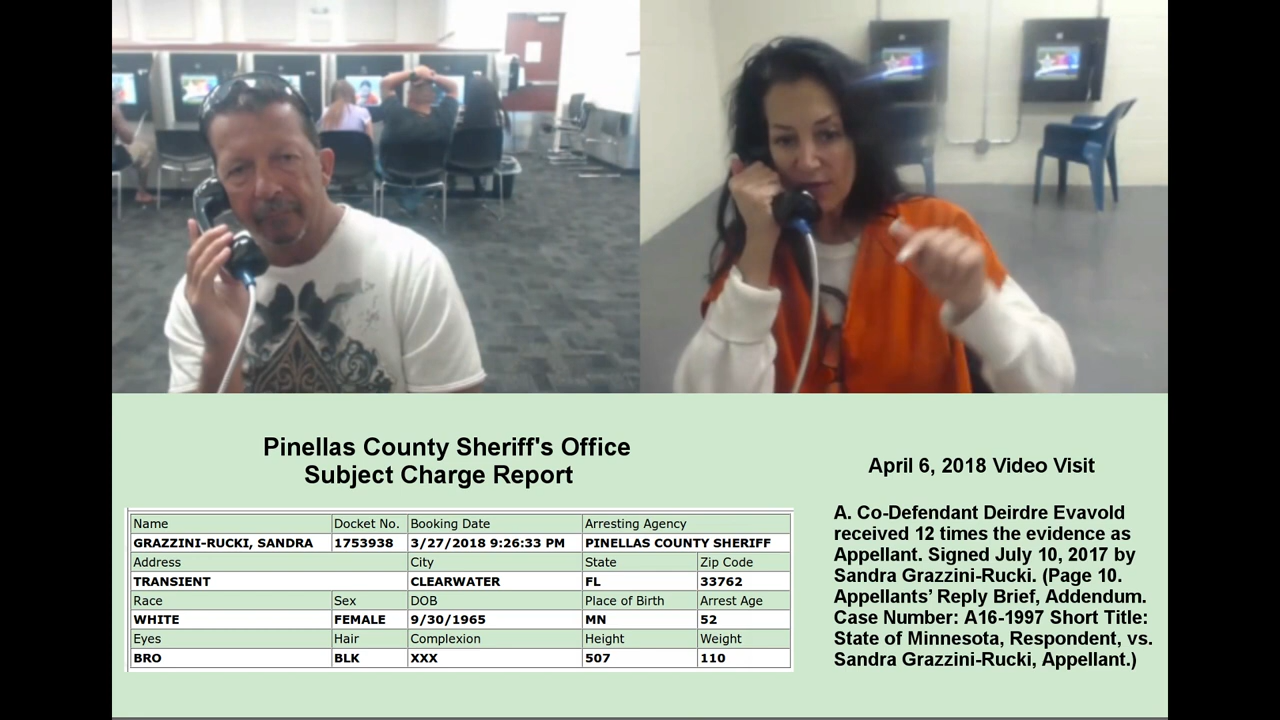 Pinellas County Sheriff's Office
Subject Charge Report
Name Docket No. Booking Date Arresting Agency
GRAZZINI-RUCKI, SANDRA 1753938 3/27/2018 9:26:33 PM PINELLAS COUNTY SHERIFF
Address City State Zip Code
TRANSIENT CLEARWATER FL 33762
Race Sex DOB Place of Birth Arrest Age
WHITE FEMALE 9/30/1965 MN 52
Eyes Hair Complexion Height Weight
BRO BLK XXX 507 110
April 6, 2018 Video Visit
A. Co-Defendant Deirdre Evavold
received 12 times the evidence as
Appellant. Signed July 10, 2017 by
Sandra Grazzini-Rucki. (Page 10.
Appellants' Reply Brief, Addendum.
Case Number: A16-1997 Short Title:
State of Minnesota, Respondent, vs.
Sandra Grazzini-Rucki, Appellant.)